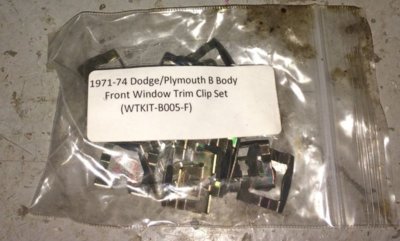 1971-74 Dodge/Plymouth B Body
Front Window Trim Clip Set
(WTKIT-B005-F)